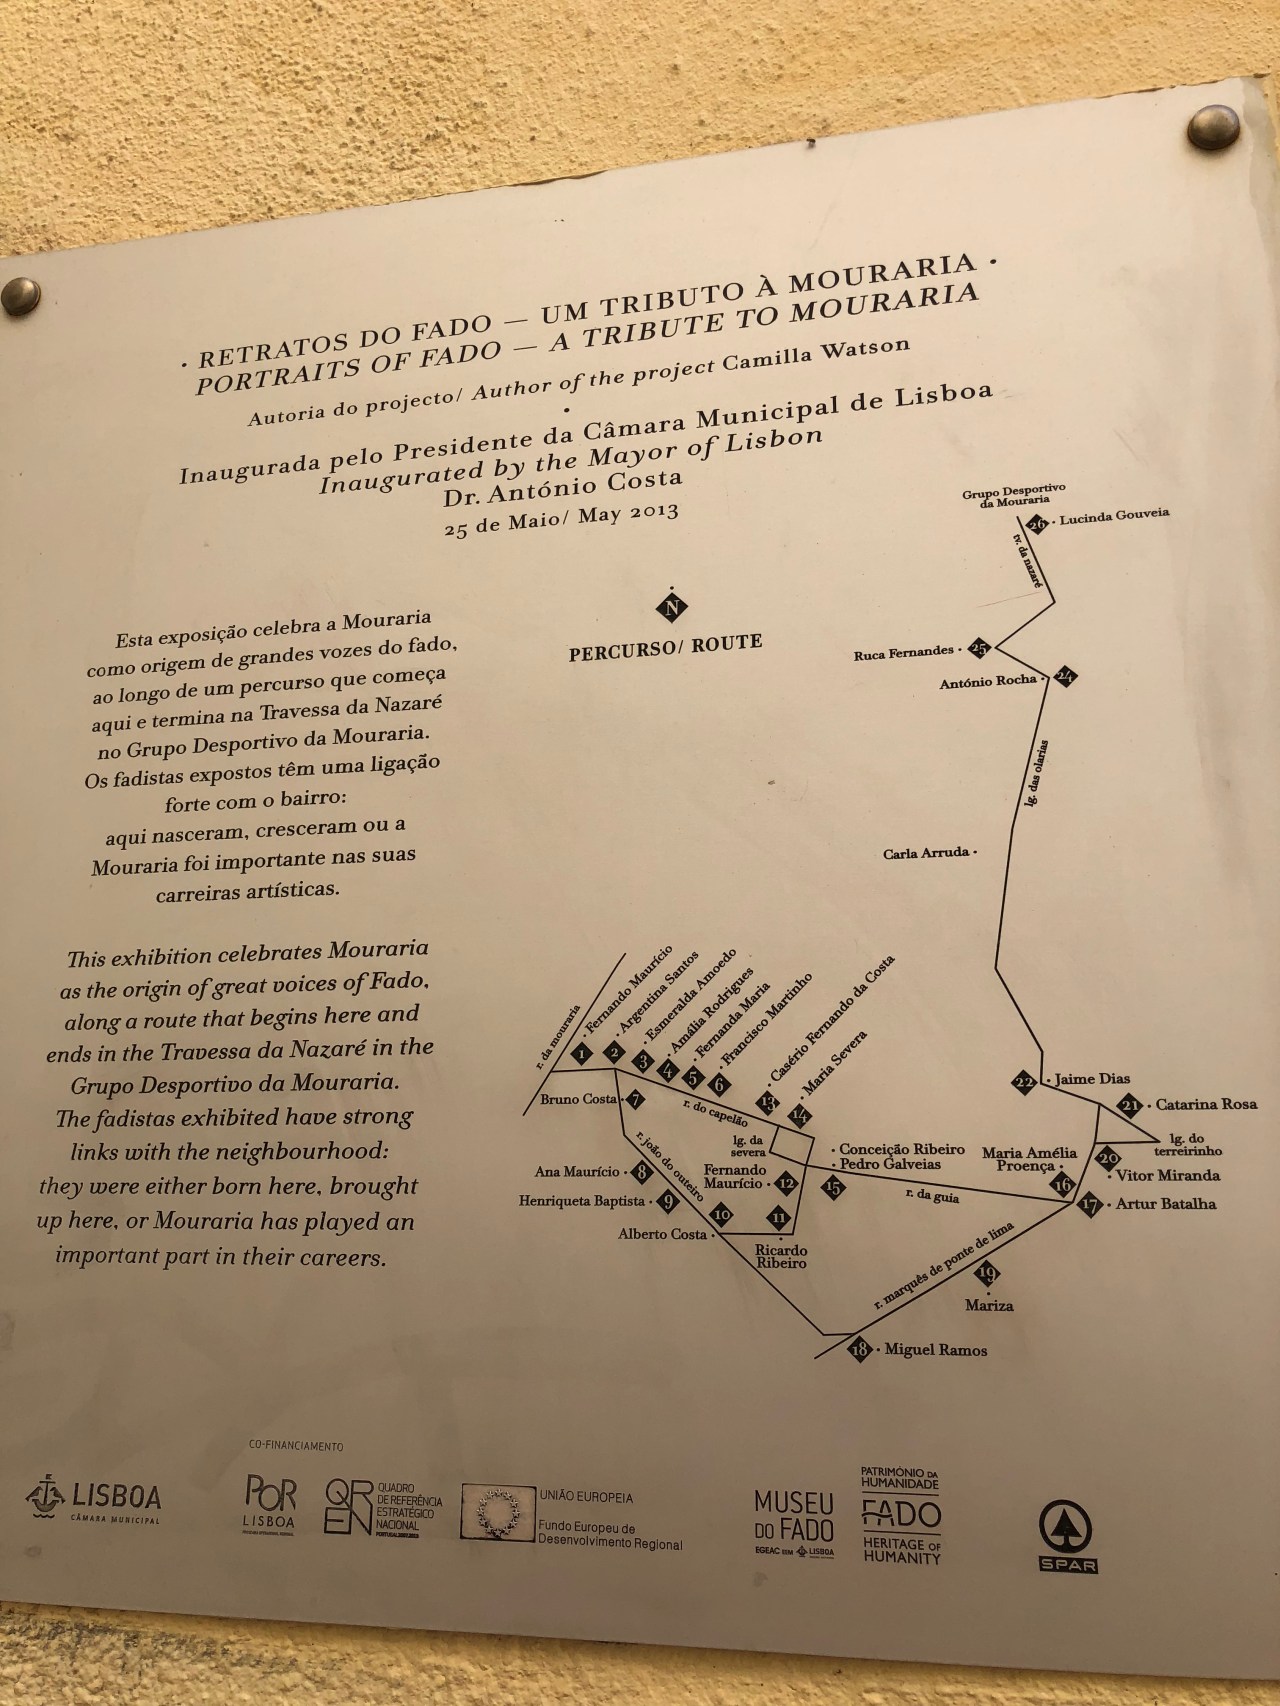 · RETRATOS DO FADO — UM TRIBUTO À MOURARIA ·
PORTRAITS OF FADO — A TRIBUTE TO MOURARIA
Autoria do projecto/ Author of the project Camilla Watson
Inaugurada pelo Presidente da Câmara Municipal de Lisboa
Inaugurated by the Mayor of Lisbon
Dr. António Costa
25 de Maio/ May 2013
Esta exposição celebra a Mouraria
como origem de grandes vozes do fado,
ao longo de um percurso que começa
aqui e termina na Travessa da Nazaré
no Grupo Desportivo da Mouraria.
Os fadistas expostos têm uma ligação
forte com o bairro:
aqui nasceram, cresceram ou a
Mouraria foi importante nas suas
carreiras artísticas.
This exhibition celebrates Mouraria
as the origin of great voices of Fado,
along a route that begins here and
ends in the Travessa da Nazaré in the
Grupo Desportivo da Mouraria.
The fadistas exhibited have strong
links with the neighbourhood:
they were either born here, brought
up here, or Mouraria has played an
important part in their careers.
N
PERCURSO/ ROUTE
Grupo Desportivo
da Mouraria
26 · Lucinda Gouveia
tv. da nazaré
Ruca Fernandes · 25
António Rocha · 24
lg. das olarias
Carla Arruda ·
r. da mouraria
1 · Fernando Maurício
2 · Argentina Santos
3 · Esmeralda Amoedo
4 · Amália Rodrigues
5 · Fernanda Maria
6 · Francisco Martinho
13 · Casério Fernando da Costa
14 · Maria Severa
Bruno Costa · 7
r. do capelão
r. joão do outeiro
lg. da
severa
22 · Jaime Dias
21 · Catarina Rosa
lg. do
terreirinho
· Conceição Ribeiro
· Pedro Galveias
15
Maria Amélia
Proença ·
16
20
· Vitor Miranda
Ana Maurício · 8
Fernando
Maurício · 12
r. da guia
Henriqueta Baptista · 9
17 · Artur Batalha
10
Alberto Costa ·
11
Ricardo
Ribeiro
r. marquês de ponte de lima
19
Mariza
18 · Miguel Ramos
CO-FINANCIAMENTO
LISBOA
CÂMARA MUNICIPAL
POR
LISBOA
QREN
QUADRO
DE REFERÊNCIA
ESTRATÉGICO
NACIONAL
UNIÃO EUROPEIA
Fundo Europeu de
Desenvolvimento Regional
MUSEU
DO FADO
EGEAC EEM LISBOA
PATRIMÓNIO DA
HUMANIDADE
FADO
HERITAGE OF
HUMANITY
SPAR